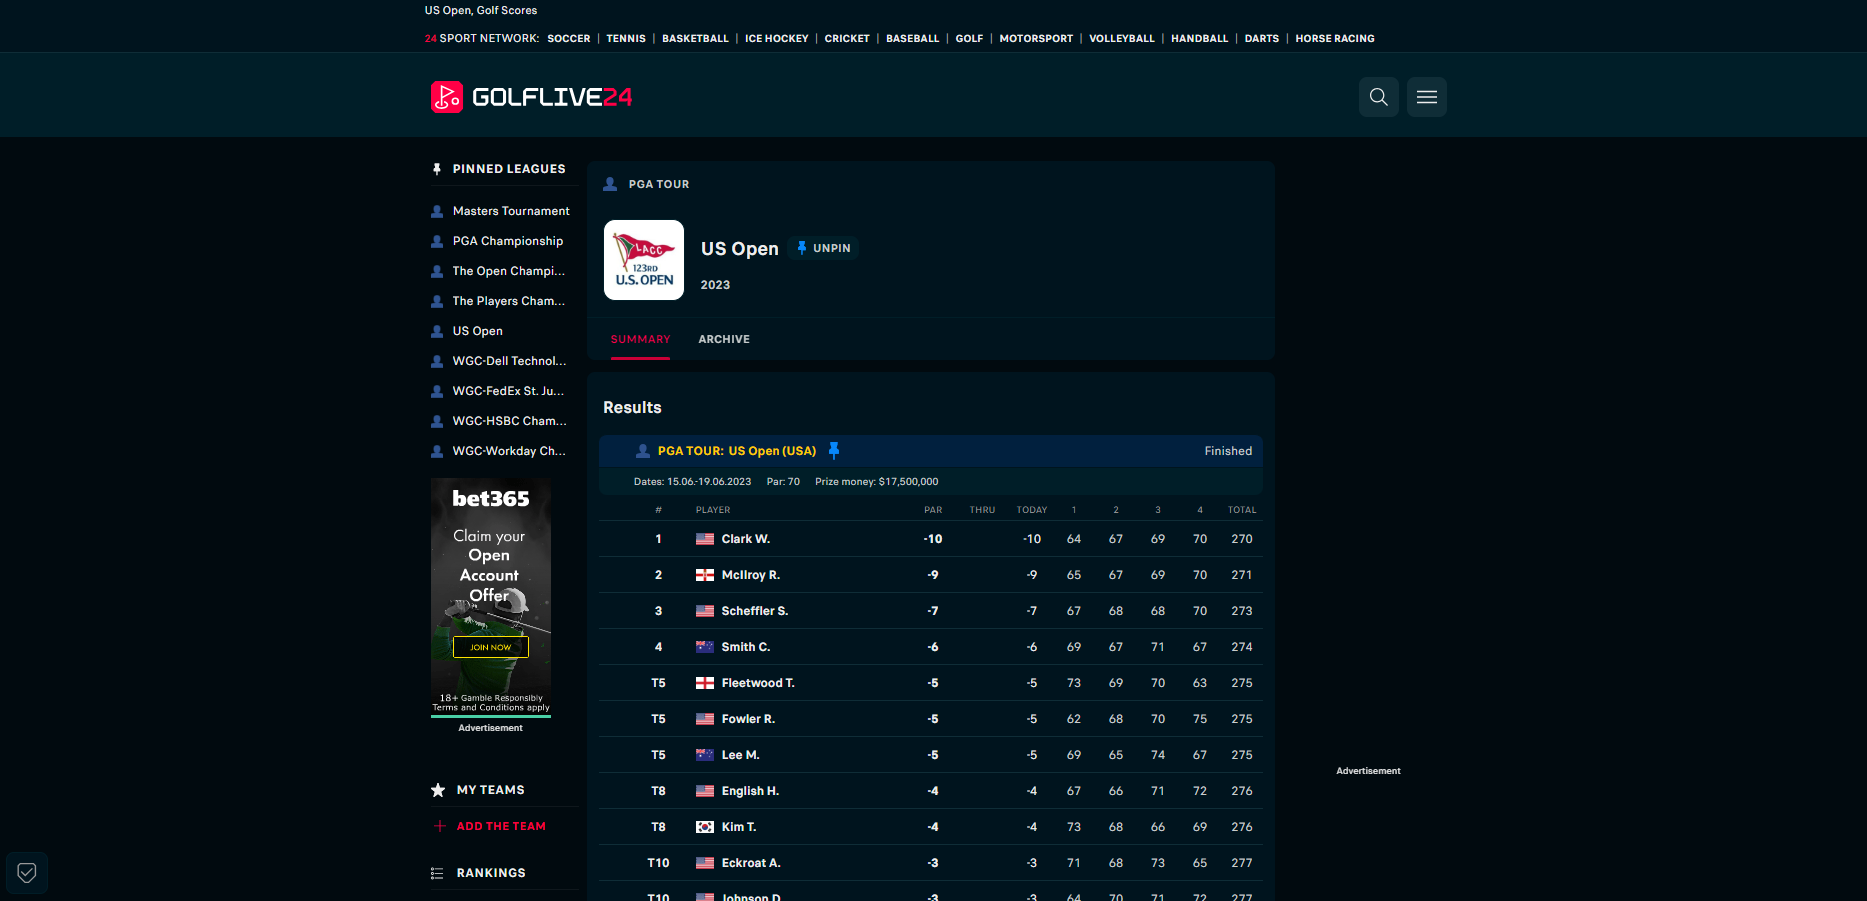 US Open, Golf Scores
24 SPORT NETWORK: SOCCER | TENNIS | BASKETBALL | ICE HOCKEY | CRICKET | BASEBALL | GOLF | MOTORSPORT | VOLLEYBALL | HANDBALL | DARTS | HORSE RACING
GOLFLIVE24
PINNED LEAGUES
Masters Tournament
PGA Championship
The Open Champi...
The Players Cham...
US Open
WGC-Dell Technol...
WGC-FedEx St. Ju...
WGC-HSBC Cham...
WGC-Workday Ch...
bet365
Claim your
Open
Account
Offer
JOIN NOW
18+ Gamble Responsibly
Terms and Conditions apply
Advertisement
MY TEAMS
ADD THE TEAM
RANKINGS
PGA TOUR
LACC
123RD
U.S. OPEN
US Open UNPIN
2023
SUMMARY ARCHIVE
Results
PGA TOUR: US Open (USA) Finished
Dates: 15.06.-19.06.2023 Par: 70 Prize money: $17,500,000
# PLAYER PAR THRU TODAY 1 2 3 4 TOTAL
1 Clark W. -10 -10 64 67 69 70 270
2 McIlroy R. -9 -9 65 67 69 70 271
3 Scheffler S. -7 -7 67 68 68 70 273
4 Smith C. -6 -6 69 67 71 67 274
T5 Fleetwood T. -5 -5 73 69 70 63 275
T5 Fowler R. -5 -5 62 68 70 75 275
T5 Lee M. -5 -5 69 65 74 67 275
T8 English H. -4 -4 67 66 71 72 276
T8 Kim T. -4 -4 73 68 66 69 276
T10 Eckroat A. -3 -3 71 68 73 65 277
T10 Johnson D. -3 -3 64 70 71 72 277
Advertisement